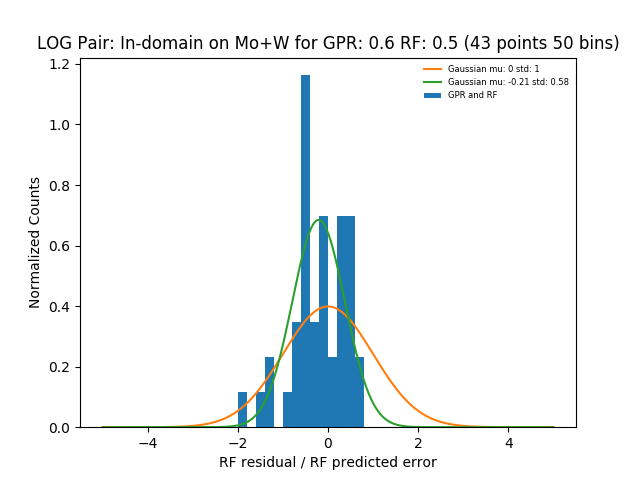 LOG Pair: In-domain on Mo+W for GPR: 0.6 RF: 0.5 (43 points 50 bins)
Gaussian mu: 0 std: 1
Gaussian mu: -0.21 std: 0.58
GPR and RF
Normalized Counts
1.2
1.0
0.8
0.6
0.4
0.2
0.0
−4 −2 0 2 4
RF residual / RF predicted error